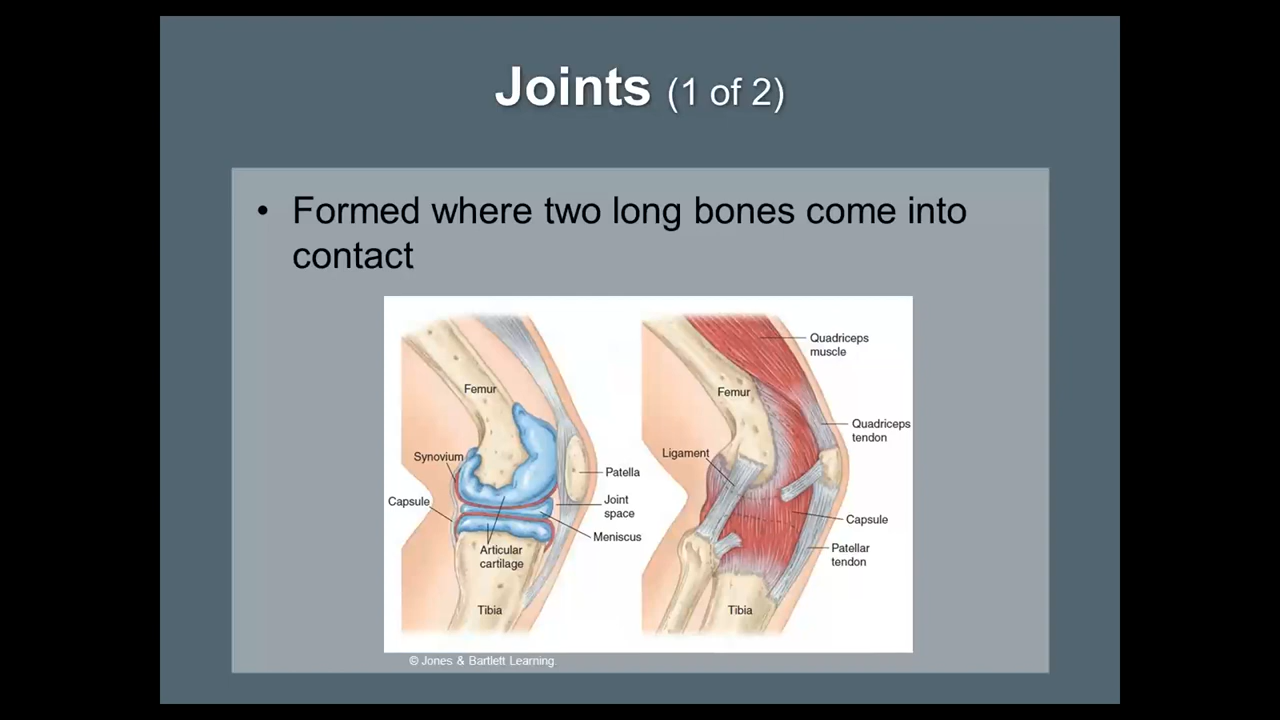 Joints (1 of 2)
• Formed where two long bones come into
contact
Femur
Synovium
Capsule
Patella
Joint
space
Meniscus
Articular
cartilage
Tibia
Quadriceps
muscle
Femur
Quadriceps
tendon
Ligament
Capsule
Patellar
tendon
Tibia
© Jones & Bartlett Learning.